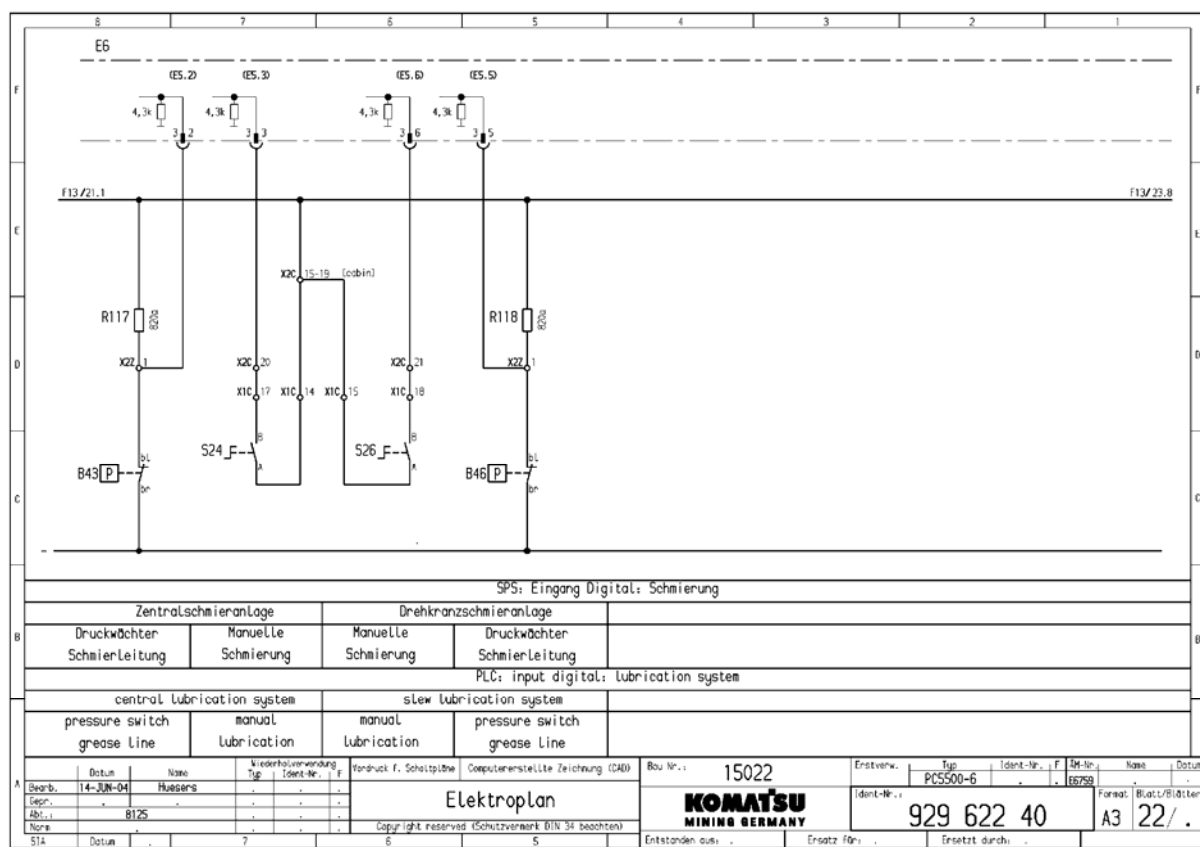 8 7 6 5 4 3 2 1
E6
(E5.2) (E5.3) (E5.6) (E5.5)
F F
4,3k 4,3k 4,3k 4,3k
3 2 3 3 3 6 3 5
F13/21.1 F13/23.8
E E
X2C 15-19 (cabin)
R117 820Ω R118 820Ω
X2Z 1 X2C 20 X2C 21 X2Z 1
D D
X1C 17 X1C 14 X1C 15 X1C 18
S24 B A S26 B A
B43 P bl br B46 P bl br
C C
-
SPS: Eingang Digital: Schmierung
Zentralschmieranlage Drehkranzschmieranlage
B B
Druckwächter Manuelle Manuelle Druckwächter
Schmierleitung Schmierung Schmierung Schmierleitung
PLC: input digital: lubrication system
central lubrication system slew lubrication system
pressure switch manual manual pressure switch
grease line lubrication lubrication grease line
A
Datum Name Wiederholverwendung
Typ Ident-Nr. F
Bearb. 14-JUN-04 Huesers
Gepr. . .
Abt.: 8125
Norm .
STA Datum . 7 6 5
Vordruck f. Schaltpläne Computererstellte Zeichnung (CAD)
Elektroplan
Copyright reserved (Schutzvermerk DIN 34 beachten)
Bau Nr.: 15022
KOMATSU
MINING GERMANY
Erstverw. Typ Ident-Nr. F ÄM-Nr. Name Datum
PC5500-6 . . E6759
Ident-Nr.: 929 622 40
Format A3
Blatt/Blätter 22/ .
Entstanden aus: . Ersatz für: . Ersetzt durch: .